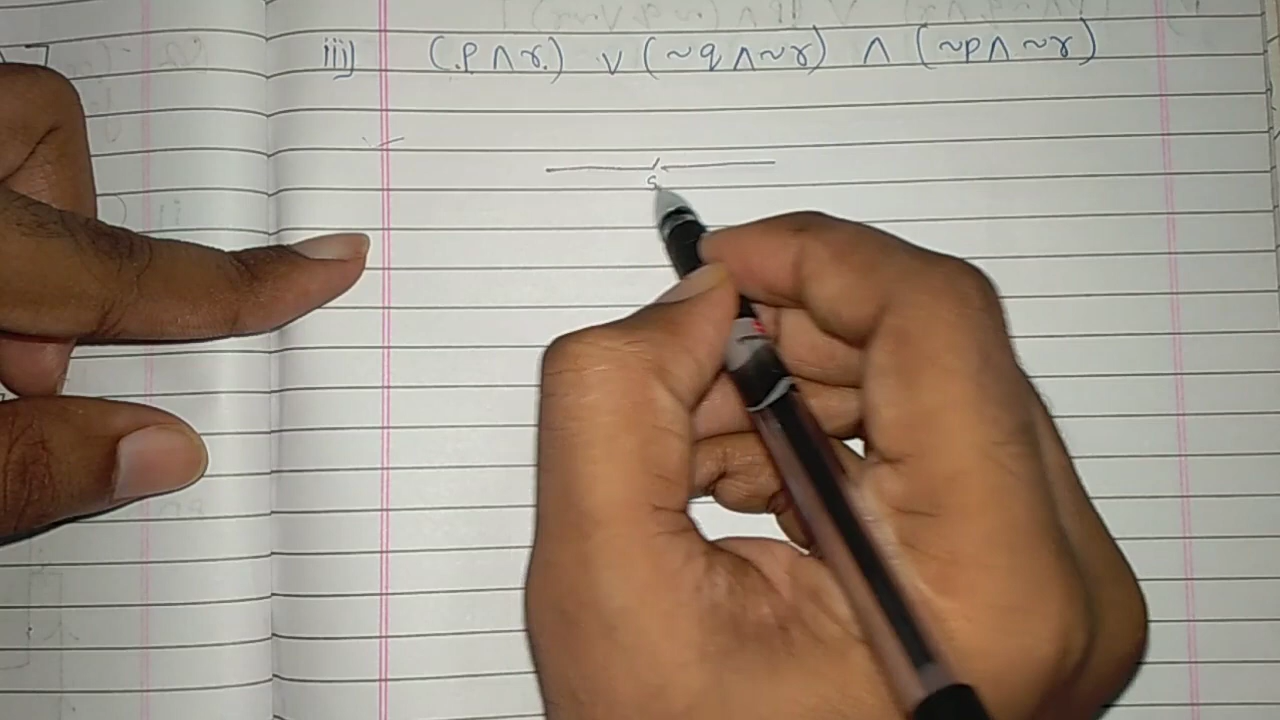 iii) (.p ∧ r.) ∨ (~q ∧ ~r) ∧ (~p ∧ ~r)
S